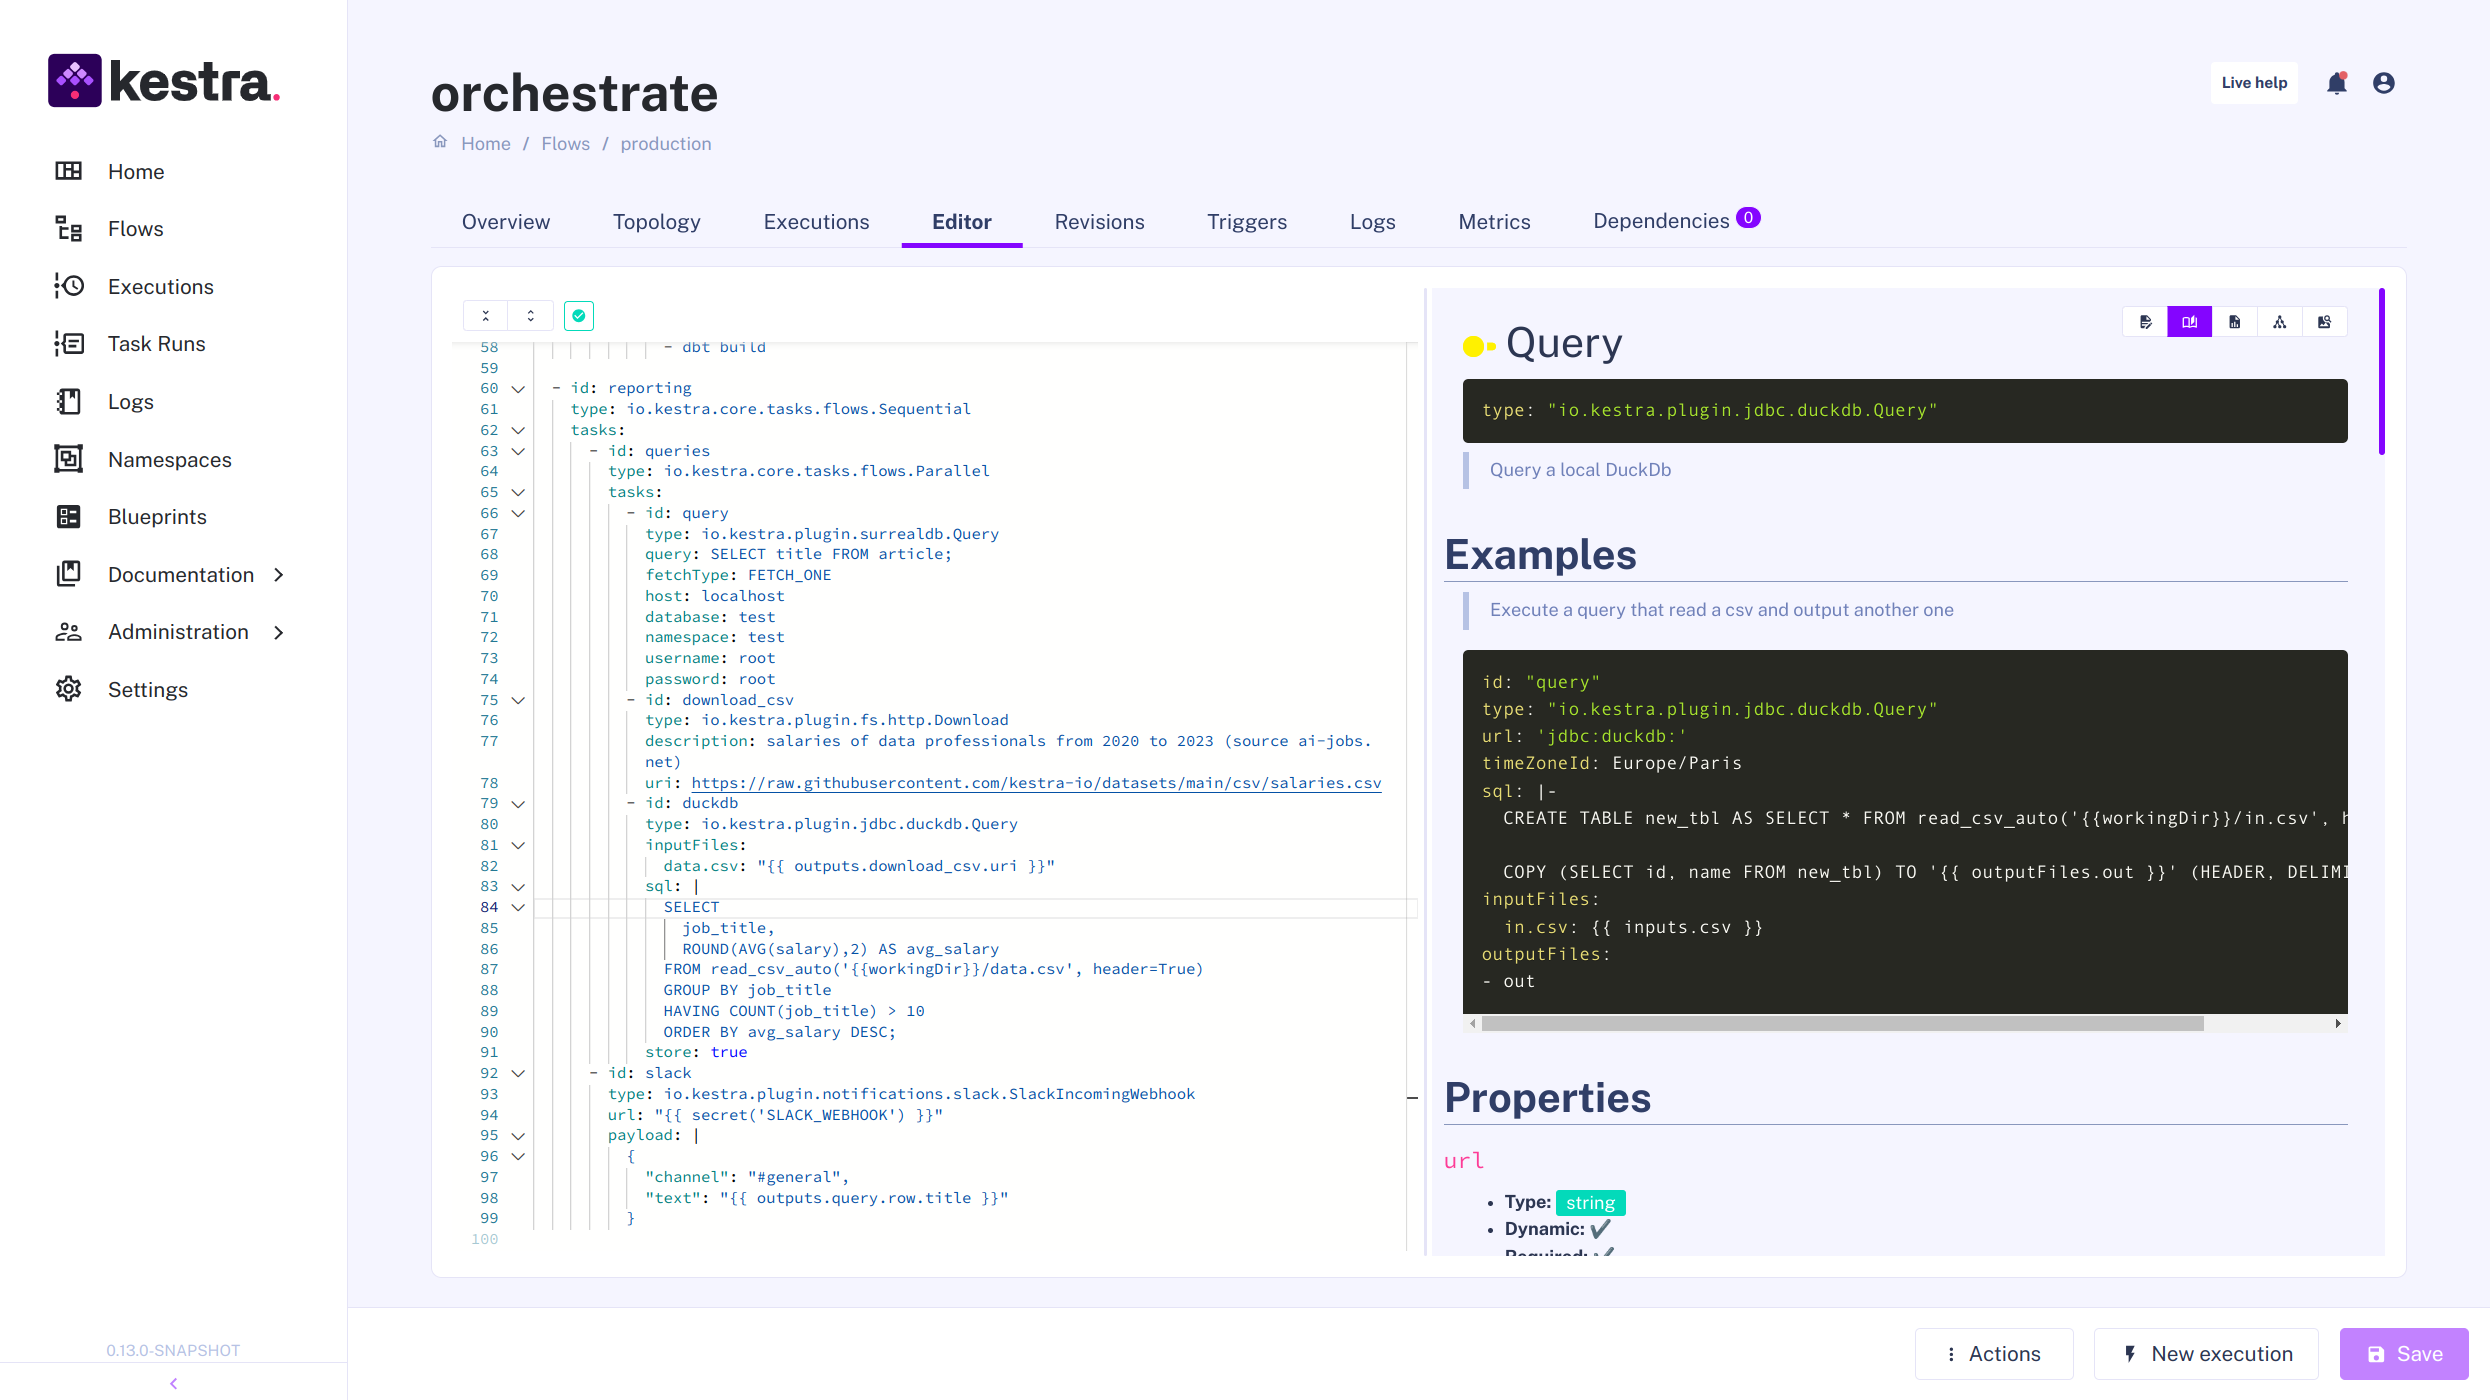 kestra.
Home
Flows
Executions
Task Runs
Logs
Namespaces
Blueprints
Documentation
Administration
Settings
0.13.0-SNAPSHOT
orchestrate
Home / Flows / production
Live help
Overview Topology Executions Editor Revisions Triggers Logs Metrics Dependencies 0
58 - dbt build
59
60 - id: reporting
61 type: io.kestra.core.tasks.flows.Sequential
62 tasks:
63 - id: queries
64 type: io.kestra.core.tasks.flows.Parallel
65 tasks:
66 - id: query
67 type: io.kestra.plugin.surrealdb.Query
68 query: SELECT title FROM article;
69 fetchType: FETCH_ONE
70 host: localhost
71 database: test
72 namespace: test
73 username: root
74 password: root
75 - id: download_csv
76 type: io.kestra.plugin.fs.http.Download
77 description: salaries of data professionals from 2020 to 2023 (source ai-jobs.
net)
78 uri: https://raw.githubusercontent.com/kestra-io/datasets/main/csv/salaries.csv
79 - id: duckdb
80 type: io.kestra.plugin.jdbc.duckdb.Query
81 inputFiles:
82 data.csv: "{{ outputs.download_csv.uri }}"
83 sql: |
84 SELECT
85 job_title,
86 ROUND(AVG(salary),2) AS avg_salary
87 FROM read_csv_auto('{{workingDir}}/data.csv', header=True)
88 GROUP BY job_title
89 HAVING COUNT(job_title) > 10
90 ORDER BY avg_salary DESC;
91 store: true
92 - id: slack
93 type: io.kestra.plugin.notifications.slack.SlackIncomingWebhook
94 url: "{{ secret('SLACK_WEBHOOK') }}"
95 payload: |
96 {
97 "channel": "#general",
98 "text": "{{ outputs.query.row.title }}"
99 }
100
Query
type: "io.kestra.plugin.jdbc.duckdb.Query"
Query a local DuckDb
Examples
Execute a query that read a csv and output another one
id: "query"
type: "io.kestra.plugin.jdbc.duckdb.Query"
url: 'jdbc:duckdb:'
timeZoneId: Europe/Paris
sql: |-
CREATE TABLE new_tbl AS SELECT * FROM read_csv_auto('{{workingDir}}/in.csv', h
COPY (SELECT id, name FROM new_tbl) TO '{{ outputFiles.out }}' (HEADER, DELIMI
inputFiles:
in.csv: {{ inputs.csv }}
outputFiles:
- out
Properties
url
• Type: string
• Dynamic: ✔
Required: ✔
Actions
New execution
Save